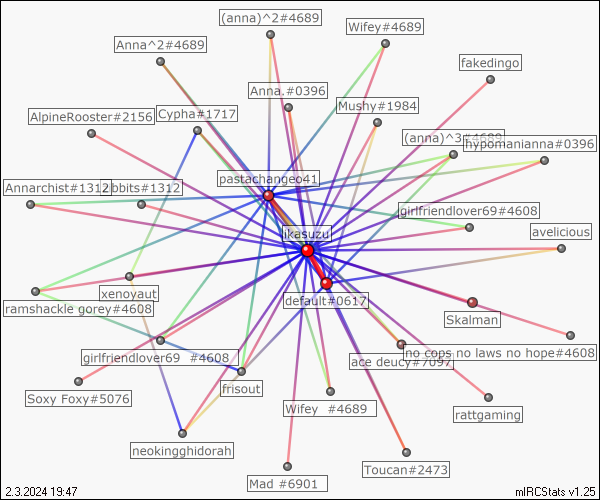 (anna)^2#4689
Wifey#4689
Anna^2#4689
fakedingo
Anna.#0396
Mushy#1984
AlpineRooster#2156
Cypha#1717
(anna)^3#4689
hypomanianna#0396
pastachangeo41
Annarchist#1312
bbits#1312
girlfriendlover69#4608
ikasuzu
avelicious
xenoyaut
default#0617
ramshackle gorey#4608
Skalman
girlfriendlover69 #4608
no cops no laws no hope#4608
ace deucy#7097
frisout
Soxy Foxy#5076
rattgaming
Wifey #4689
neokingghidorah
Toucan#2473
Mad #6901
2.3.2024 19:47
mIRCStats v1.25